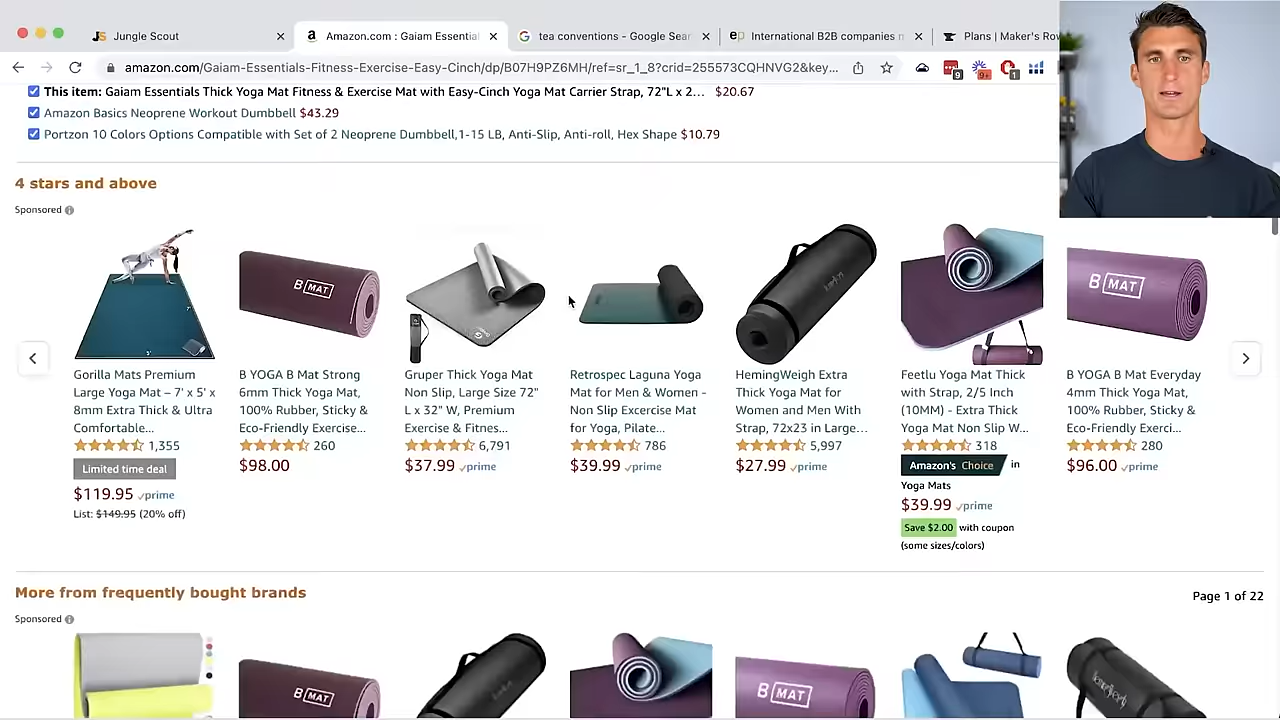 Jungle Scout
Amazon.com : Gaiam Essential
tea conventions - Google Sear
International B2B companies
Plans | Maker's Ro
amazon.com/Gaiam-Essentials-Fitness-Exercise-Easy-Cinch/dp/B07H9PZ6MH/ref=sr_1_8?crid=255573CQHNVG2&key...
9
9+
1
This item: Gaiam Essentials Thick Yoga Mat Fitness & Exercise Mat with Easy-Cinch Yoga Mat Carrier Strap, 72"L x 2... $20.67
Amazon Basics Neoprene Workout Dumbbell $43.29
Portzon 10 Colors Options Compatible with Set of 2 Neoprene Dumbbell,1-15 LB, Anti-Slip, Anti-roll, Hex Shape $10.79
4 stars and above
Sponsored
7'
5'
B MAT
B MAT
Gorilla Mats Premium
Large Yoga Mat – 7' x 5' x
8mm Extra Thick & Ultra
Comfortable...
1,355
Limited time deal
$119.95 prime
List: $149.95 (20% off)
B YOGA B Mat Strong
6mm Thick Yoga Mat,
100% Rubber, Sticky &
Eco-Friendly Exercise...
260
$98.00
Gruper Thick Yoga Mat
Non Slip, Large Size 72"
L x 32" W, Premium
Exercise & Fitnes...
6,791
$37.99 prime
Retrospec Laguna Yoga
Mat for Men & Women -
Non Slip Excercise Mat
for Yoga, Pilate...
786
$39.99 prime
HemingWeigh Extra
Thick Yoga Mat for
Women and Men With
Strap, 72x23 in Large...
5,997
$27.99 prime
Feetlu Yoga Mat Thick
with Strap, 2/5 Inch
(10MM) - Extra Thick
Yoga Mat Non Slip W...
318
Amazon's Choice in
Yoga Mats
$39.99 prime
Save $2.00 with coupon
(some sizes/colors)
B YOGA B Mat Everyday
4mm Thick Yoga Mat,
100% Rubber, Sticky &
Eco-Friendly Exerci...
280
$96.00 prime
More from frequently bought brands
Page 1 of 22
Sponsored
B MAT
B MAT